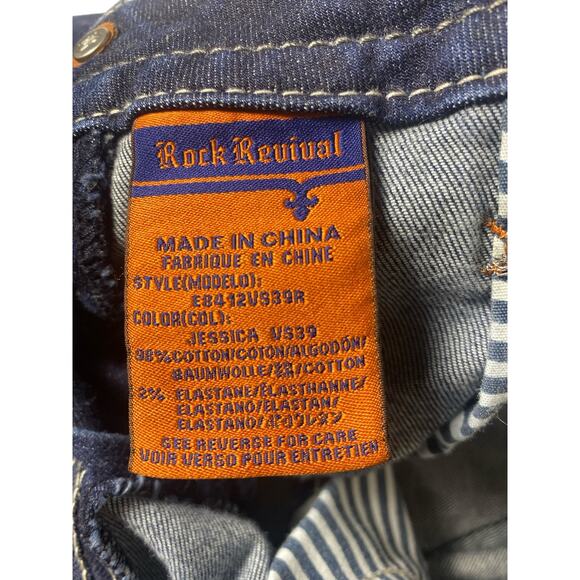 Rock Revival
MADE IN CHINA
FABRIQUE EN CHINE
STYLE(MODELO):
E8412VS39R
COLOR(COL):
JESSICA VS39
98%COTTON/COTON/ALGODÓN/
BAUMWOLLE/綿/COTTON
2% ELASTANE/ÉLASTHANNE/
ELASTANO/ELASTAN/
ELASTANO/ポリウレタン
SEE REVERSE FOR CARE
VOIR VERSO POUR ENTRETIEN